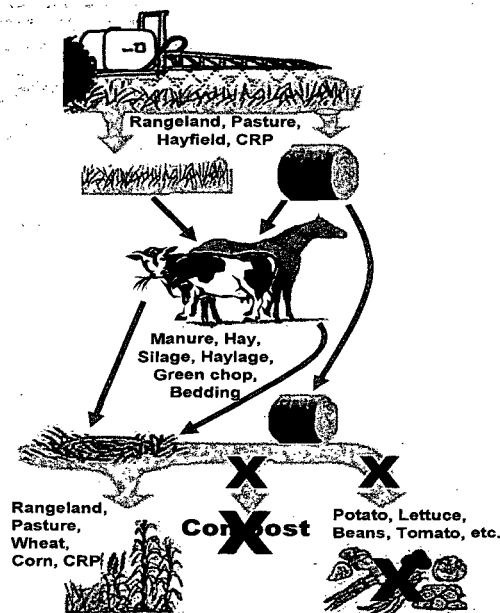 Rangeland, Pasture,
Hayfield, CRP
Manure, Hay,
Silage, Haylage,
Green chop,
Bedding
X
X
Rangeland,
Pasture,
Wheat,
Corn, CRP
Compost
X
Potato, Lettuce,
Beans, Tomato, etc.
X